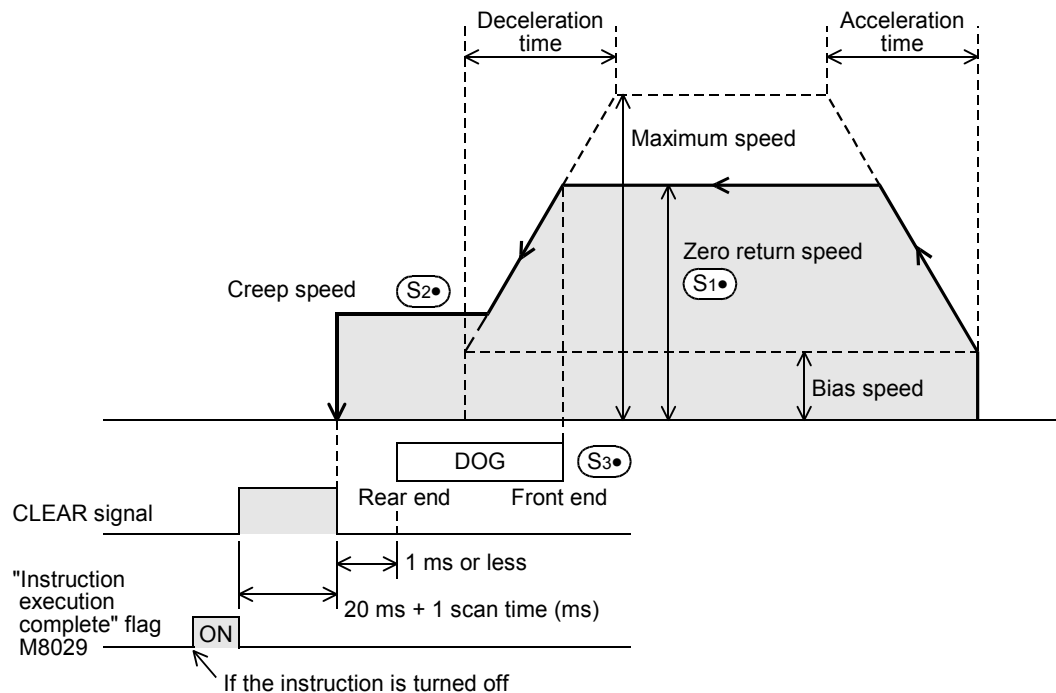 Deceleration
time
Acceleration
time
Maximum speed
Zero return speed
S1•
Creep speed
S2•
Bias speed
DOG
S3•
Rear end
Front end
CLEAR signal
1 ms or less
"Instruction
execution
complete" flag
M8029
20 ms + 1 scan time (ms)
ON
If the instruction is turned off